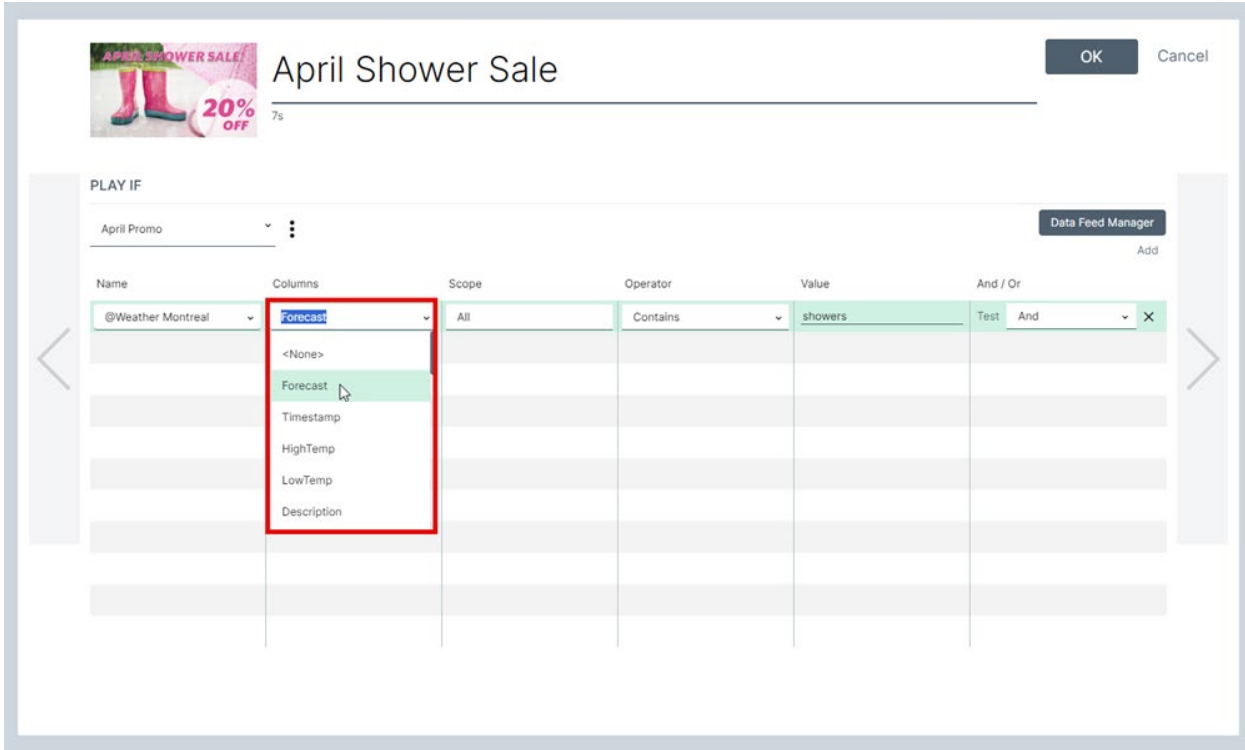 APRIL SHOWER SALE!
20%
OFF
April Shower Sale
7s
OK
Cancel
PLAY IF
April Promo
Data Feed Manager
Add
Name Columns Scope Operator Value And / Or
@Weather Montreal Forecast All Contains showers Test And
<None>
Forecast
Timestamp
HighTemp
LowTemp
Description